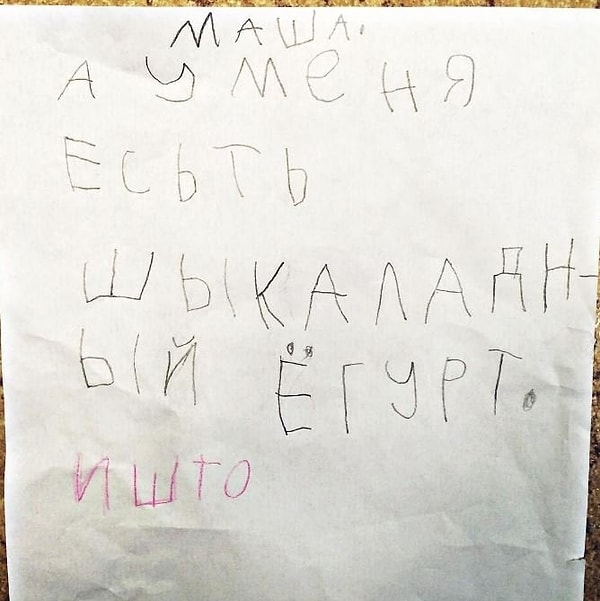 МАША.
А У МЕНЯ
ЕСЬТЬ
ШЫКАЛАДН-
ЫЙ ЁГУРТ.
ИШТО